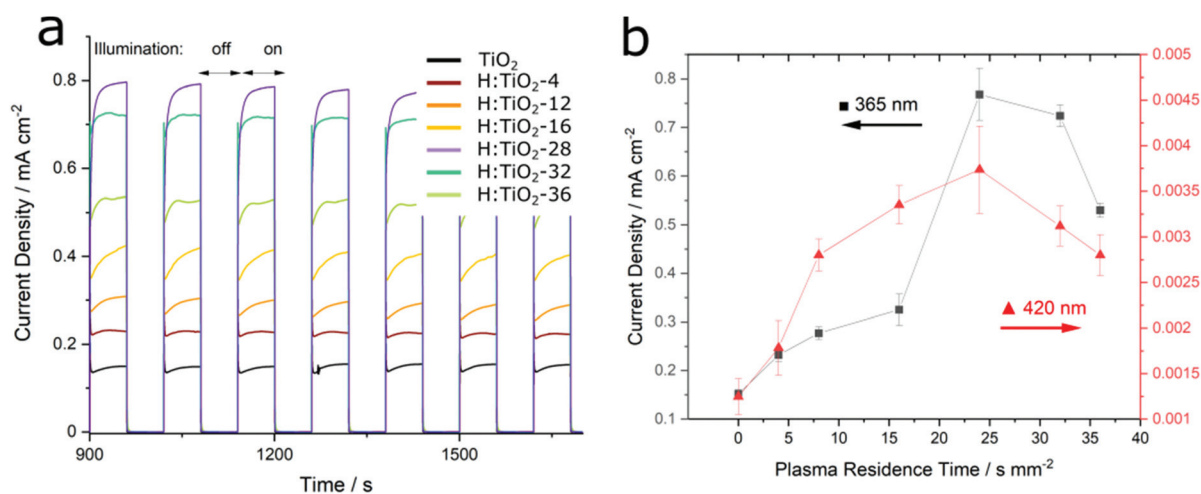 a
Illumination: off on
TiO₂
H:TiO₂-4
H:TiO₂-12
H:TiO₂-16
H:TiO₂-28
H:TiO₂-32
H:TiO₂-36
Current Density / mA cm⁻²
0.8
0.6
0.4
0.2
0
900 1200 1500
Time / s
b
365 nm
420 nm
Current Density / mA cm⁻²
0.8
0.7
0.6
0.5
0.4
0.3
0.2
0.1
0.005
0.0045
0.004
0.0035
0.003
0.0025
0.002
0.0015
0.001
0 5 10 15 20 25 30 35 40
Plasma Residence Time / s mm⁻²